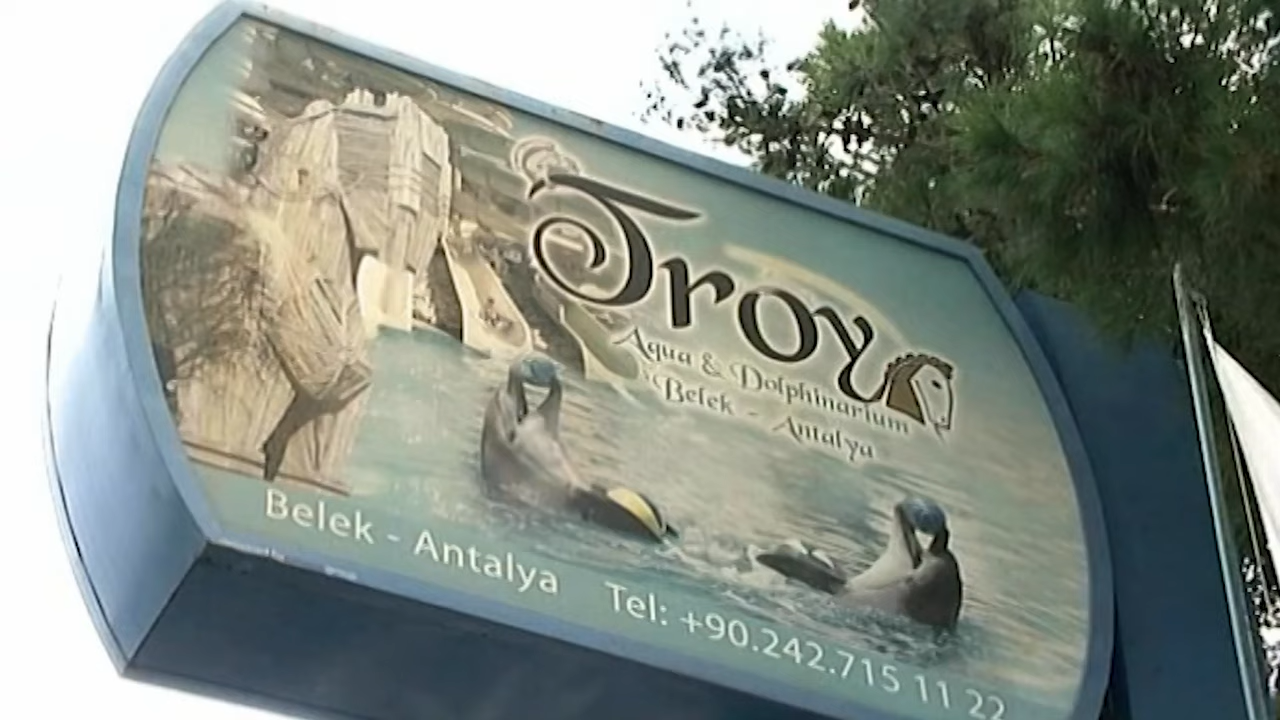 Troy
Aqua & Dolphinarium
Belek - Antalya
Belek - Antalya Tel: +90.242.715 11 22